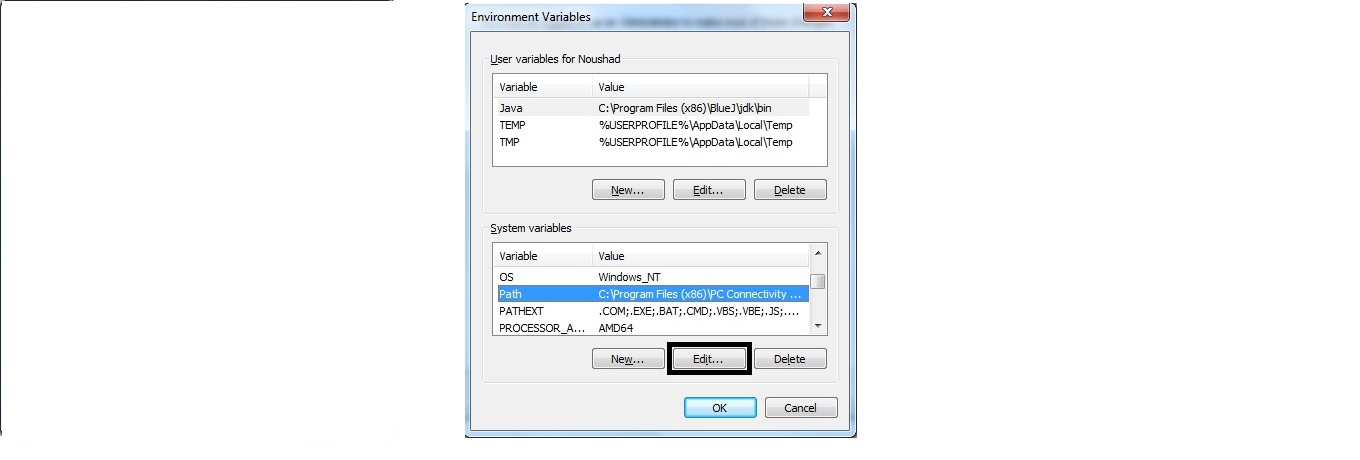 Environment Variables
User variables for Noushad
Variable Value
Java C:\Program Files (x86)\BlueJ\jdk\bin
TEMP %USERPROFILE%\AppData\Local\Temp
TMP %USERPROFILE%\AppData\Local\Temp
New... Edit... Delete
System variables
Variable Value
OS Windows_NT
Path C:\Program Files (x86)\PC Connectivity ...
PATHEXT .COM;.EXE;.BAT;.CMD;.VBS;.VBE;.JS;....
PROCESSOR_A... AMD64
New... Edit... Delete
OK Cancel